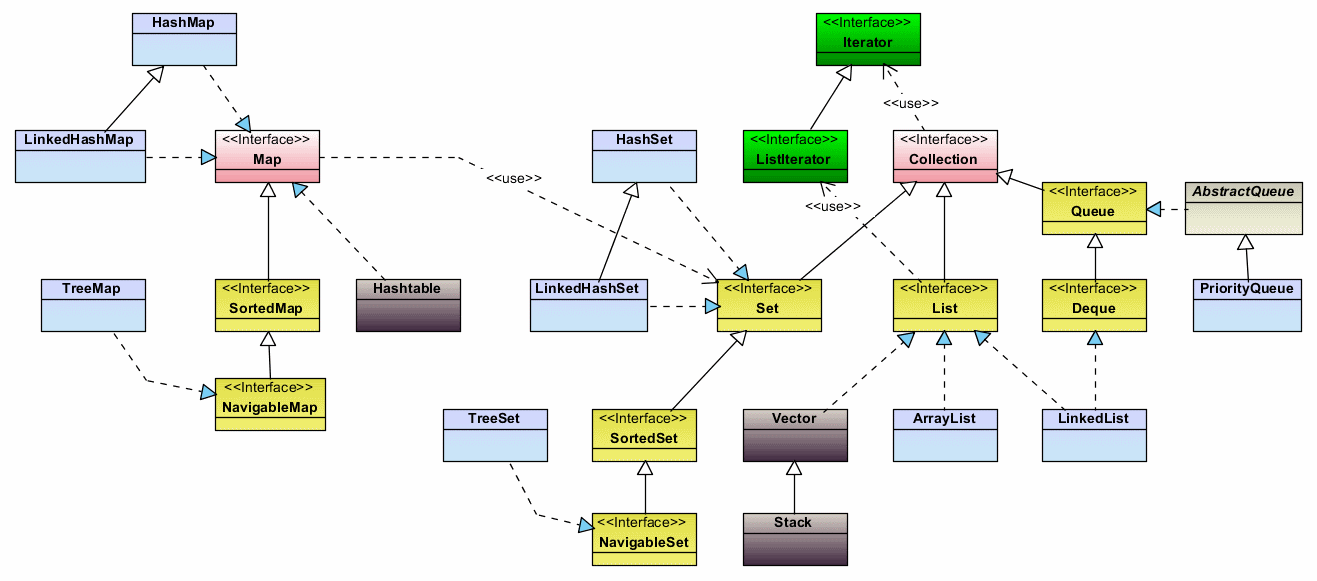 HashMap
<<Interface>>
Iterator
<<use>>
LinkedHashMap
<<Interface>>
Map
HashSet
<<Interface>>
ListIterator
<<Interface>>
Collection
<<use>>
<<use>>
<<Interface>>
Queue
AbstractQueue
TreeMap
<<Interface>>
SortedMap
Hashtable
LinkedHashSet
<<Interface>>
Set
<<Interface>>
List
<<Interface>>
Deque
PriorityQueue
<<Interface>>
NavigableMap
TreeSet
<<Interface>>
SortedSet
Vector
ArrayList
LinkedList
<<Interface>>
NavigableSet
Stack